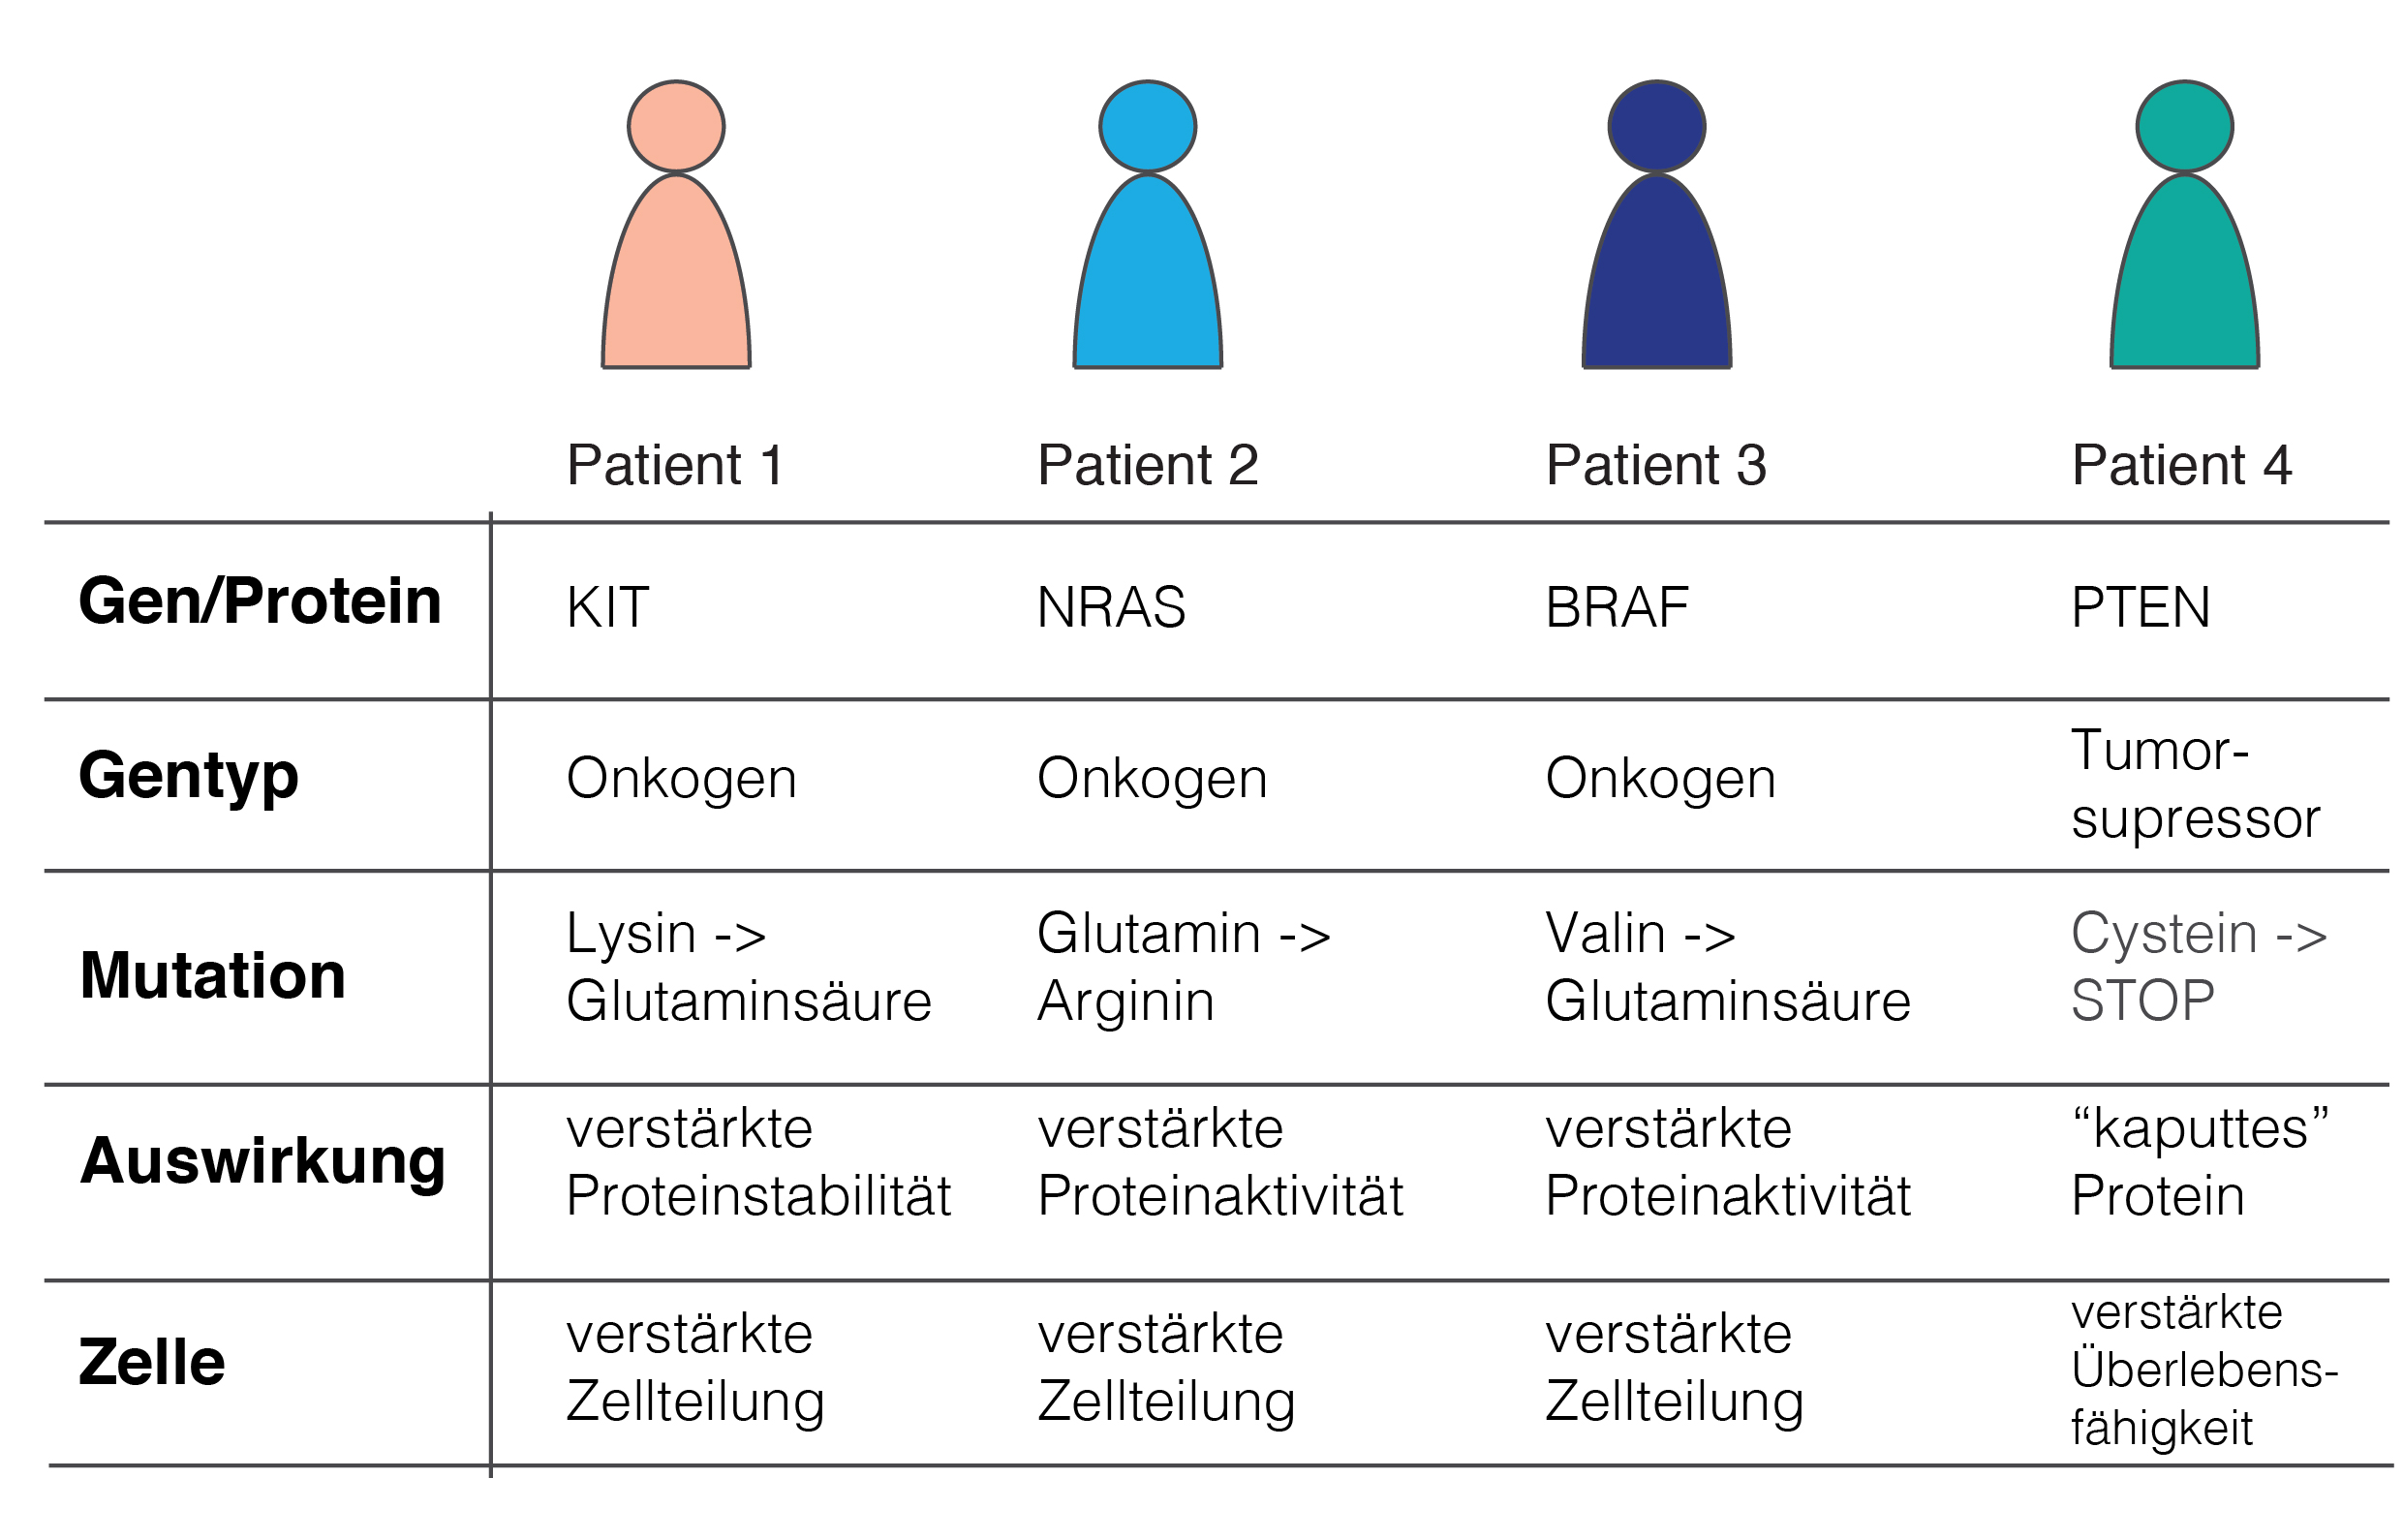 Patient 1
Patient 2
Patient 3
Patient 4
Gen/Protein
KIT
NRAS
BRAF
PTEN
Gentyp
Onkogen
Onkogen
Onkogen
Tumor-
supressor
Mutation
Lysin ->
Glutaminsäure
Glutamin ->
Arginin
Valin ->
Glutaminsäure
Cystein ->
STOP
Auswirkung
verstärkte
Proteinstabilität
verstärkte
Proteinaktivität
verstärkte
Proteinaktivität
“kaputtes”
Protein
Zelle
verstärkte
Zellteilung
verstärkte
Zellteilung
verstärkte
Zellteilung
verstärkte
Überlebens-
fähigkeit